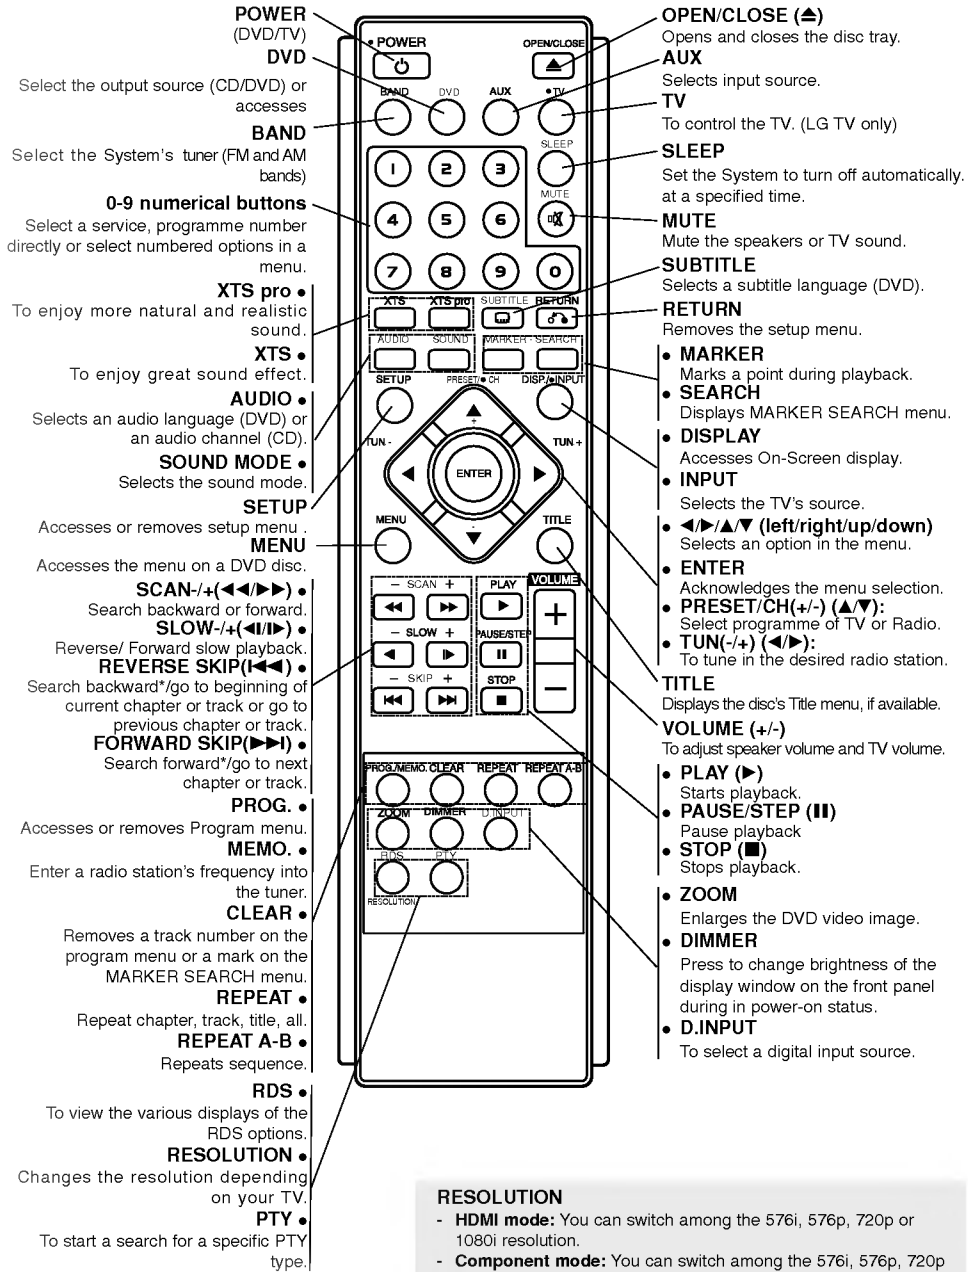 POWER
(DVD/TV)
DVD
Select the output source (CD/DVD) or
accesses
BAND
Select the System's tuner (FM and AM
bands)
0-9 numerical buttons
Select a service, programme number
directly or select numbered options in a
menu.
XTS pro ●
To enjoy more natural and realistic
sound.
XTS ●
To enjoy great sound effect.
AUDIO ●
Selects an audio language (DVD) or
an audio channel (CD).
SOUND MODE ●
Selects the sound mode.
SETUP
Accesses or removes setup menu .
MENU
Accesses the menu on a DVD disc.
SCAN-/+(◀◀/▶▶) ●
Search backward or forward.
SLOW-/+(◀I/I▶) ●
Reverse/ Forward slow playback.
REVERSE SKIP(I◀◀) ●
Search backward*/go to beginning of
current chapter or track or go to
previous chapter or track.
FORWARD SKIP(▶▶I) ●
Search forward*/go to next
chapter or track.
PROG. ●
Accesses or removes Program menu.
MEMO. ●
Enter a radio station's frequency into
the tuner.
CLEAR ●
Removes a track number on the
program menu or a mark on the
MARKER SEARCH menu.
REPEAT ●
Repeat chapter, track, title, all.
REPEAT A-B ●
Repeats sequence.
RDS ●
To view the various displays of the
RDS options.
RESOLUTION ●
Changes the resolution depending
on your TV.
PTY ●
To start a search for a specific PTY
type.
● POWER
OPEN/CLOSE
BAND DVD AUX ● TV
SLEEP
1 2 3
MUTE
4 5 6
7 8 9 0
XTS XTS pro SUBTITLE RETURN
AUDIO SOUND MARKER - SEARCH
SETUP PRESET/● CH DISP./●INPUT
+
TUN - TUN +
◀ ENTER ▶
-
MENU TITLE
− SCAN + PLAY VOLUME
+
− SLOW + PAUSE/STEP
− SKIP + STOP
−
PROG./MEMO. CLEAR REPEAT REPEAT A-B
ZOOM DIMMER D.INPUT
RDS PTY
RESOLUTION
OPEN/CLOSE (⏏)
Opens and closes the disc tray.
AUX
Selects input source.
TV
To control the TV. (LG TV only)
SLEEP
Set the System to turn off automatically.
at a specified time.
MUTE
Mute the speakers or TV sound.
SUBTITLE
Selects a subtitle language (DVD).
RETURN
Removes the setup menu.
● MARKER
Marks a point during playback.
● SEARCH
Displays MARKER SEARCH menu.
● DISPLAY
Accesses On-Screen display.
● INPUT
Selects the TV's source.
● ◀/▶/▲/▼ (left/right/up/down)
Selects an option in the menu.
● ENTER
Acknowledges the menu selection.
● PRESET/CH(+/-) (▲/▼):
Select programme of TV or Radio.
● TUN(-/+) (◀/▶):
To tune in the desired radio station.
TITLE
Displays the disc's Title menu, if available.
VOLUME (+/-)
To adjust speaker volume and TV volume.
● PLAY (▶)
Starts playback.
● PAUSE/STEP (II)
Pause playback
● STOP (■)
Stops playback.
● ZOOM
Enlarges the DVD video image.
● DIMMER
Press to change brightness of the
display window on the front panel
during in power-on status.
● D.INPUT
To select a digital input source.
RESOLUTION
- HDMI mode: You can switch among the 576i, 576p, 720p or
1080i resolution.
- Component mode: You can switch among the 576i, 576p, 720p